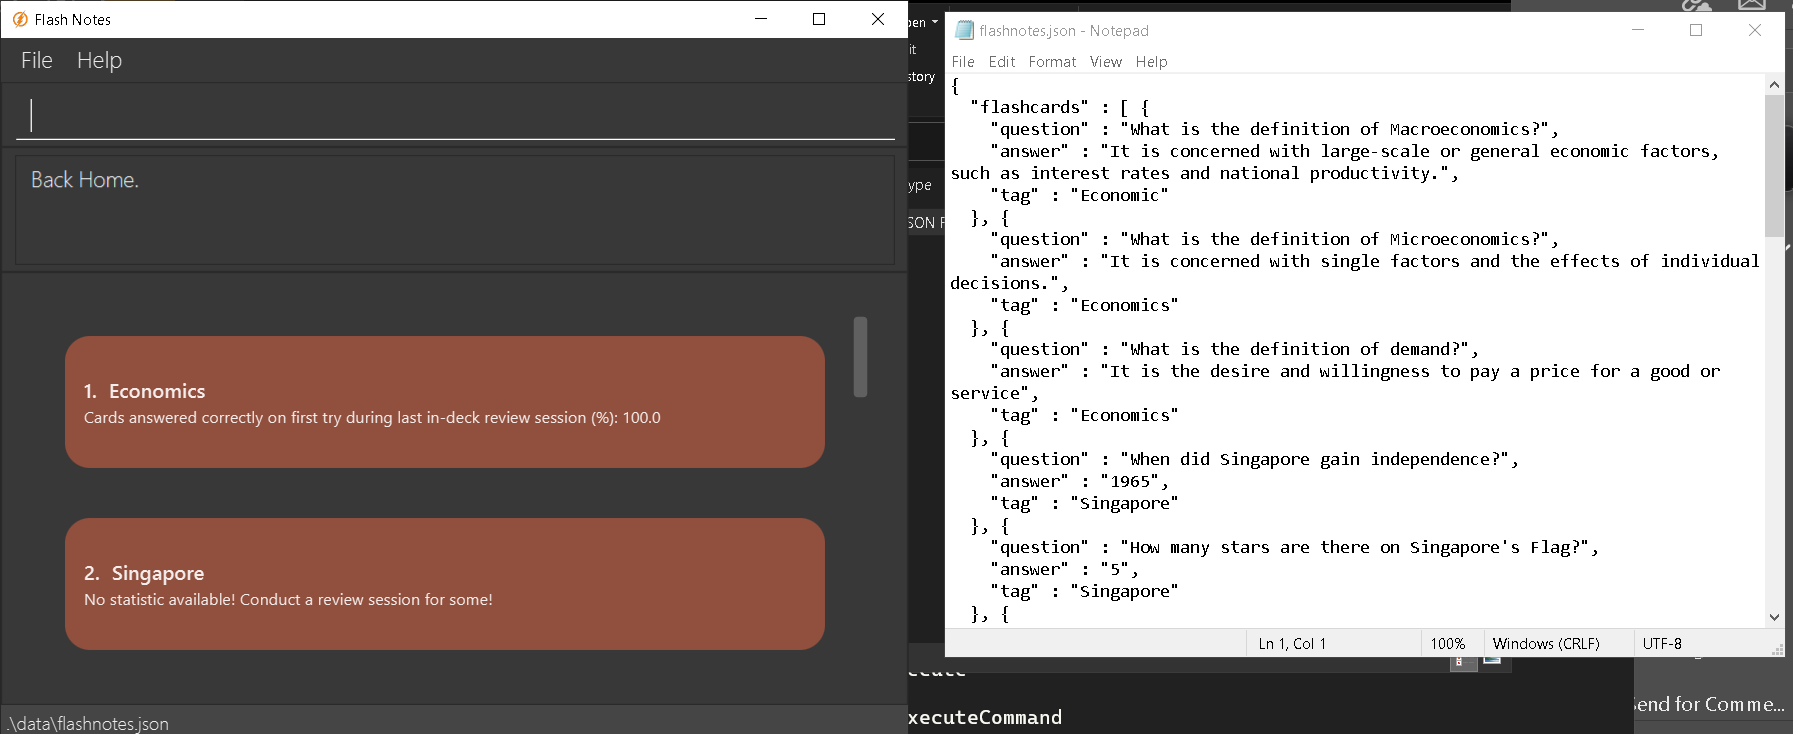 Flash Notes
File Help
Back Home.
1. Economics
Cards answered correctly on first try during last in-deck review session (%): 100.0
2. Singapore
No statistic available! Conduct a review session for some!
.\data\flashnotes.json
flashnotes.json - Notepad
File Edit Format View Help
{
"flashcards" : [ {
"question" : "What is the definition of Macroeconomics?",
"answer" : "It is concerned with large-scale or general economic factors,
such as interest rates and national productivity.",
"tag" : "Economic"
}, {
"question" : "What is the definition of Microeconomics?",
"answer" : "It is concerned with single factors and the effects of individual
decisions.",
"tag" : "Economics"
}, {
"question" : "What is the definition of demand?",
"answer" : "It is the desire and willingness to pay a price for a good or
service",
"tag" : "Economics"
}, {
"question" : "When did Singapore gain independence?",
"answer" : "1965",
"tag" : "Singapore"
}, {
"question" : "How many stars are there on Singapore's Flag?",
"answer" : "5",
"tag" : "Singapore"
}, {
Ln 1, Col 1 100% Windows (CRLF) UTF-8
xecuteCommand
end for Comme...